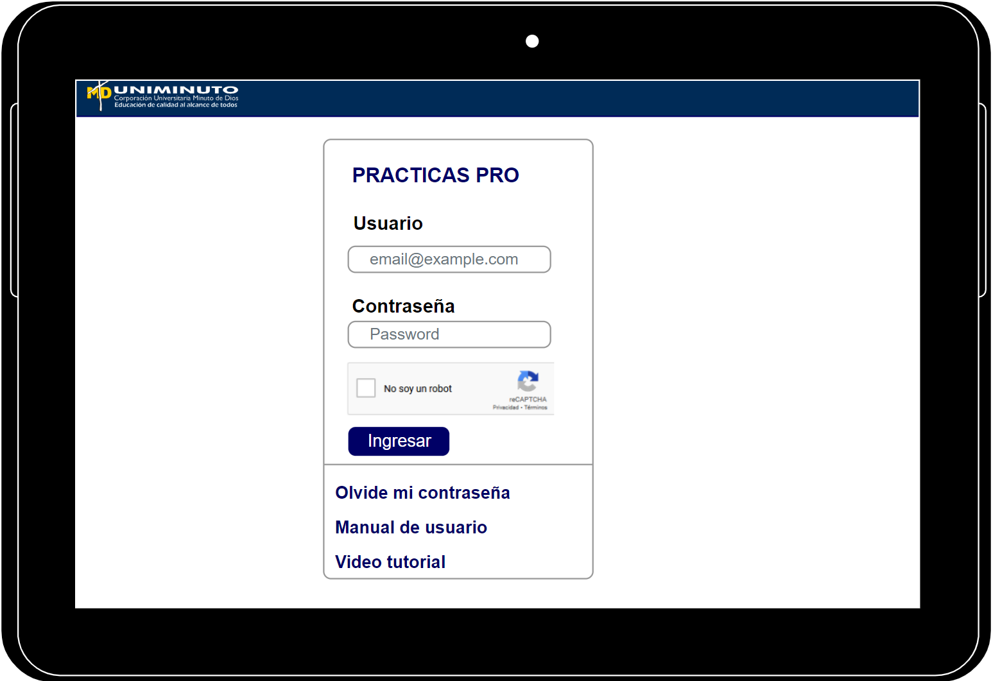 MD UNIMINUTO
Corporación Universitaria Minuto de Dios
Educación de calidad al alcance de todos
PRACTICAS PRO
Usuario
email@example.com
Contraseña
Password
No soy un robot
reCAPTCHA
Privacidad • Términos
Ingresar
Olvide mi contraseña
Manual de usuario
Video tutorial